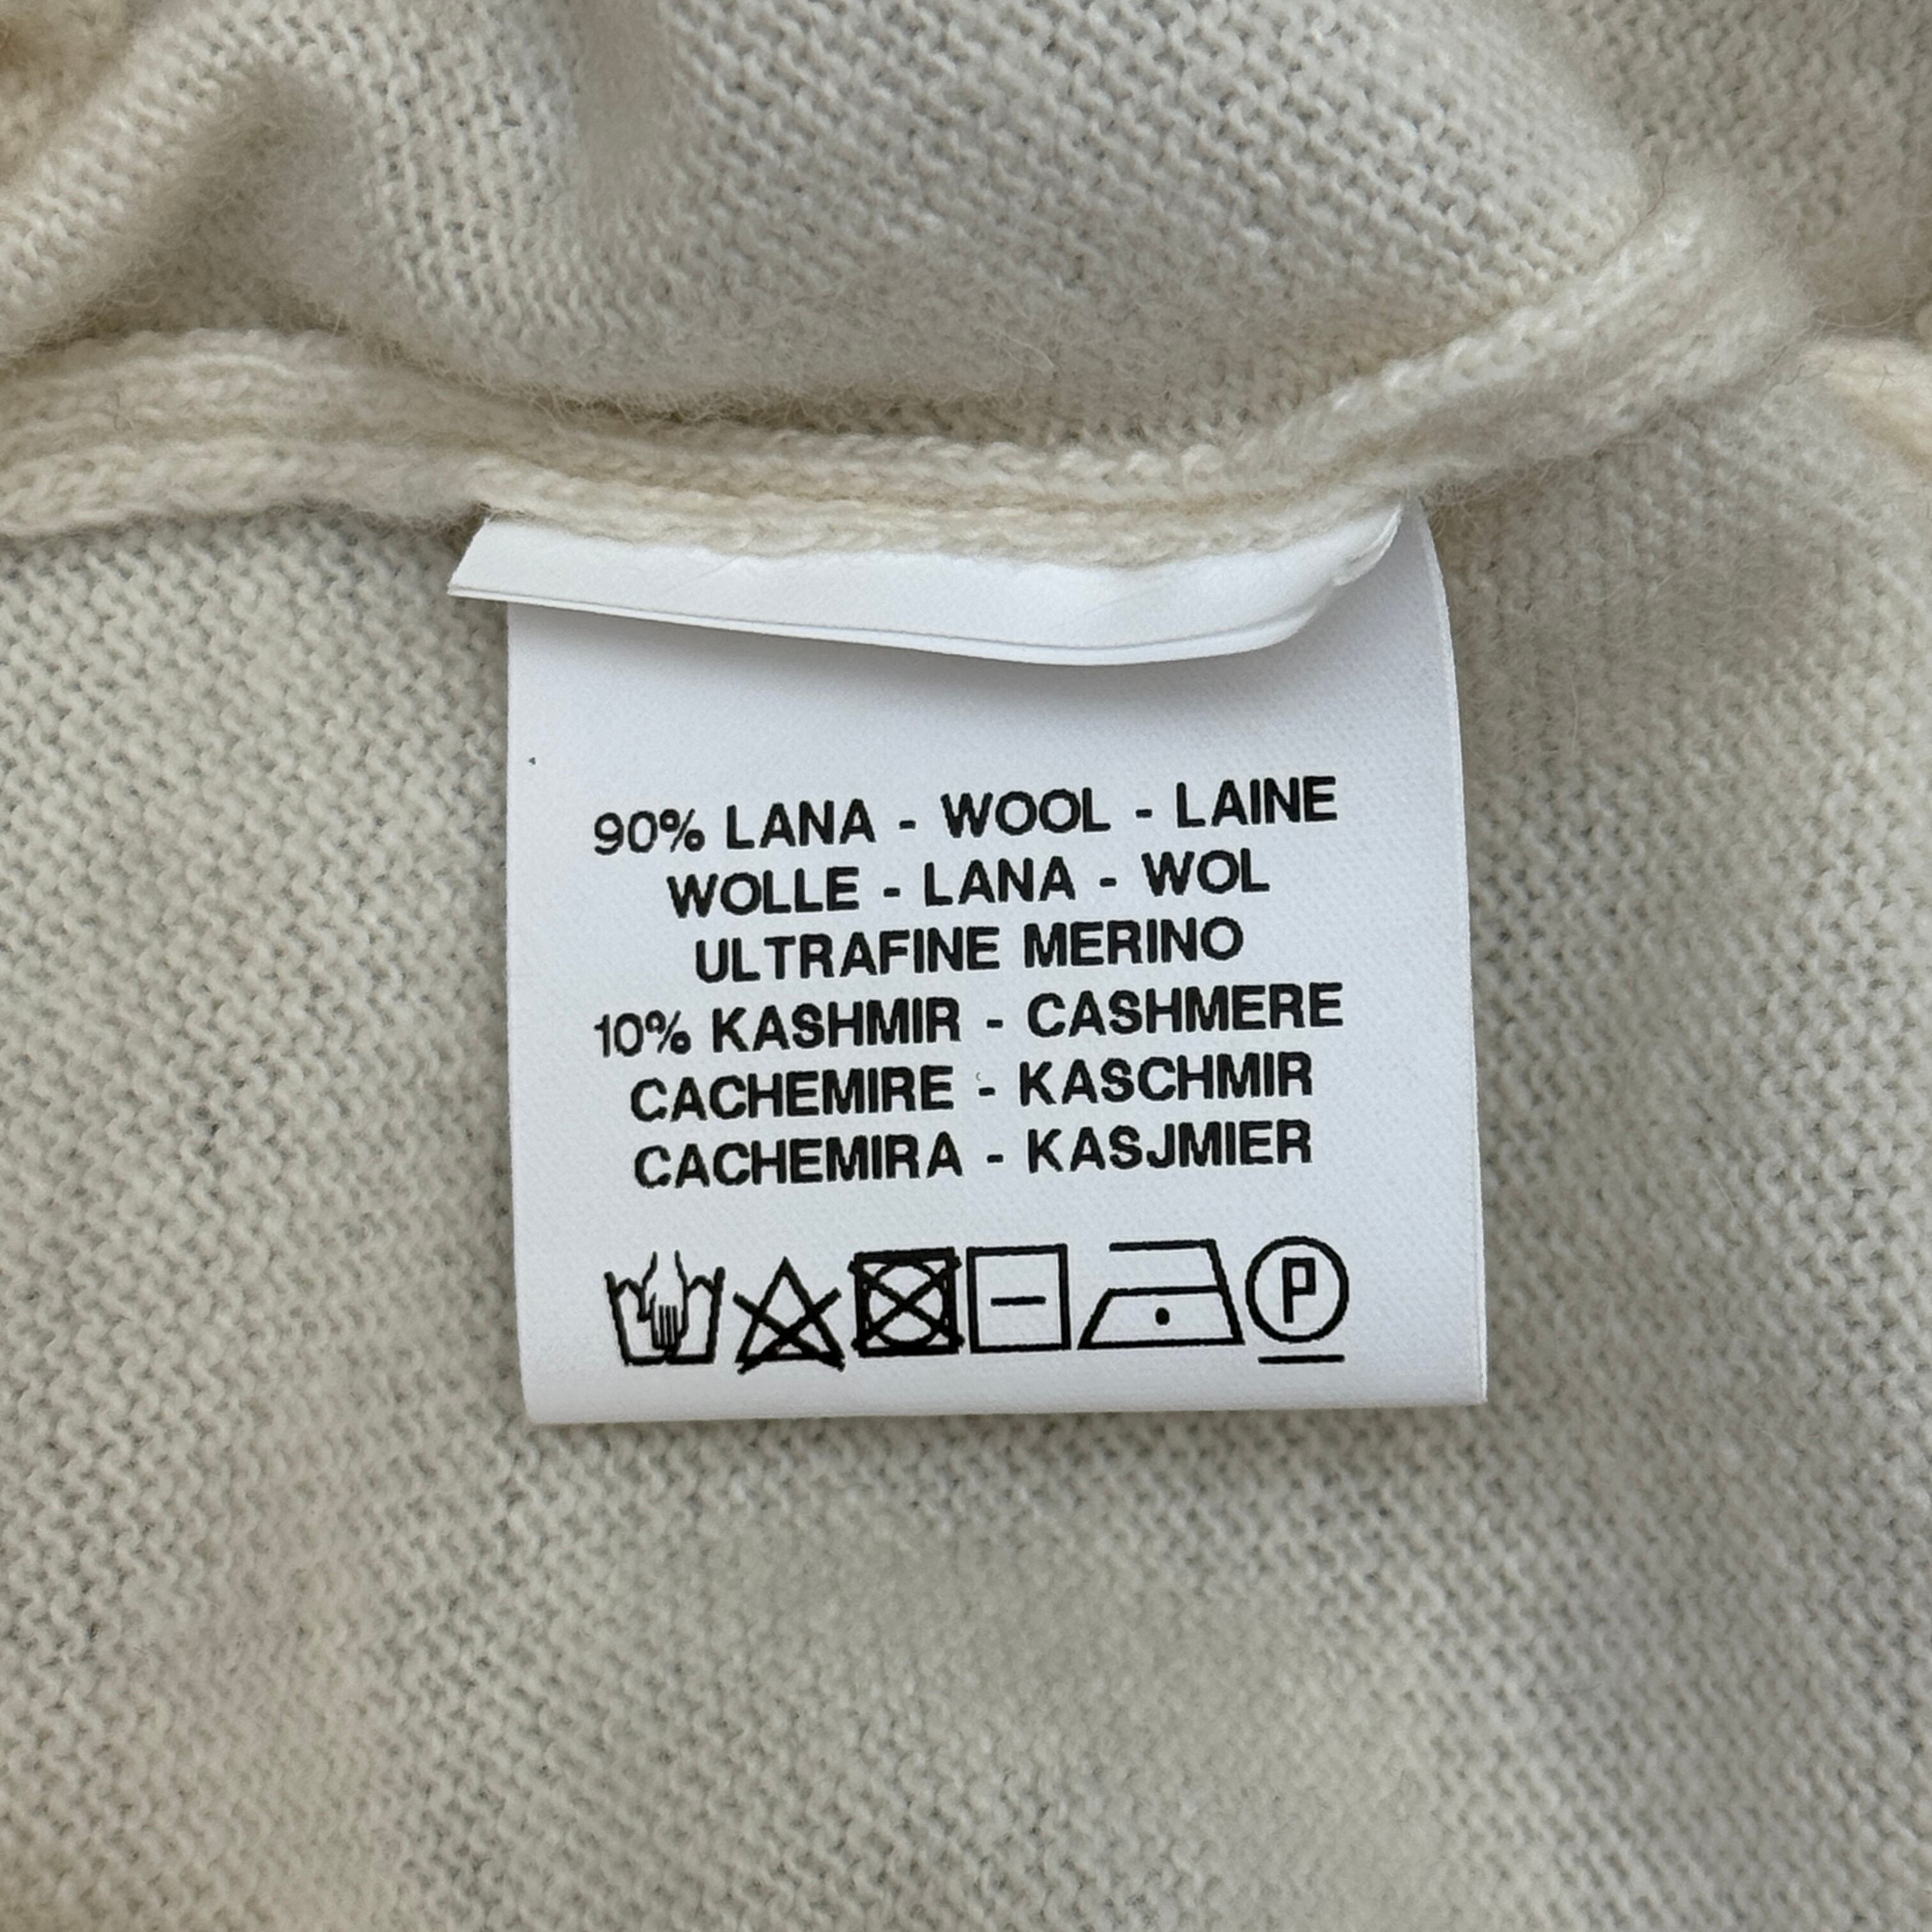 90% LANA - WOOL - LAINE
WOLLE - LANA - WOL
ULTRAFINE MERINO
10% KASHMIR - CASHMERE
CACHEMIRE - KASCHMIR
CACHEMIRA - KASJMIER
P